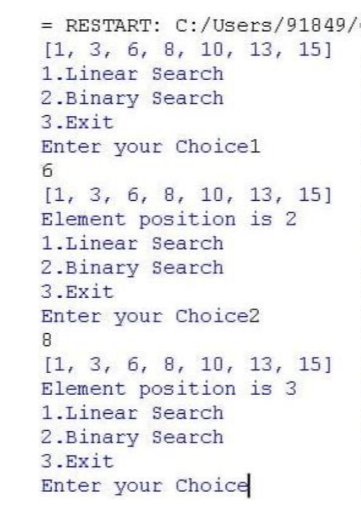 = RESTART: C:/Users/91849/
[1, 3, 6, 8, 10, 13, 15]
1.Linear Search
2.Binary Search
3.Exit
Enter your Choice1
6
[1, 3, 6, 8, 10, 13, 15]
Element position is 2
1.Linear Search
2.Binary Search
3.Exit
Enter your Choice2
8
[1, 3, 6, 8, 10, 13, 15]
Element position is 3
1.Linear Search
2.Binary Search
3.Exit
Enter your Choice